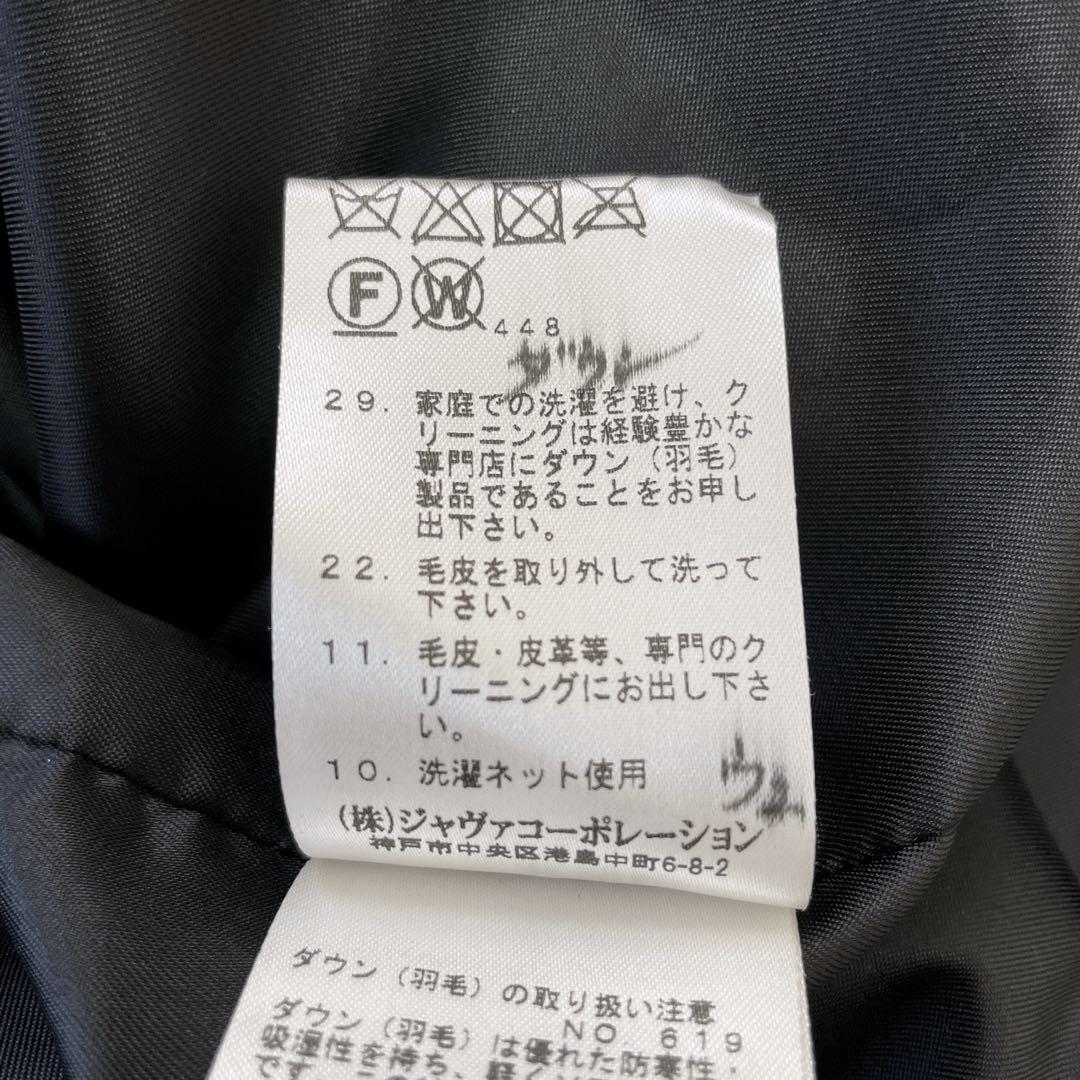 F W 448
ダウン
29. 家庭での洗濯を避け、ク
リーニングは経験豊かな
専門店にダウン（羽毛）
製品であることをお申し
出下さい。
22. 毛皮を取り外して洗って
下さい。
11. 毛皮・皮革等、専門のク
リーニングにお出し下さ
い。
10. 洗濯ネット使用
(株)ジャヴァコーポレーション
神戸市中央区港島中町6-8-2
ダウン（羽毛）の取り扱い注意
NO 619
ダウン（羽毛）は優れた防寒性・
吸湿性を持ち、軽く
です